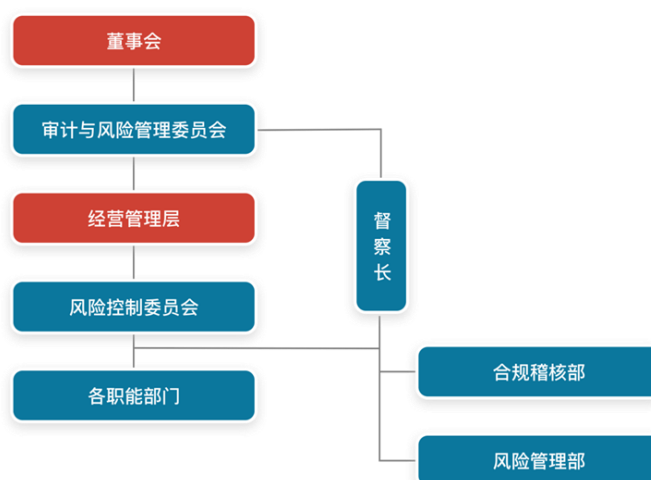 董事会
审计与风险管理委员会
经营管理层
督察长
风险控制委员会
合规稽核部
各职能部门
风险管理部